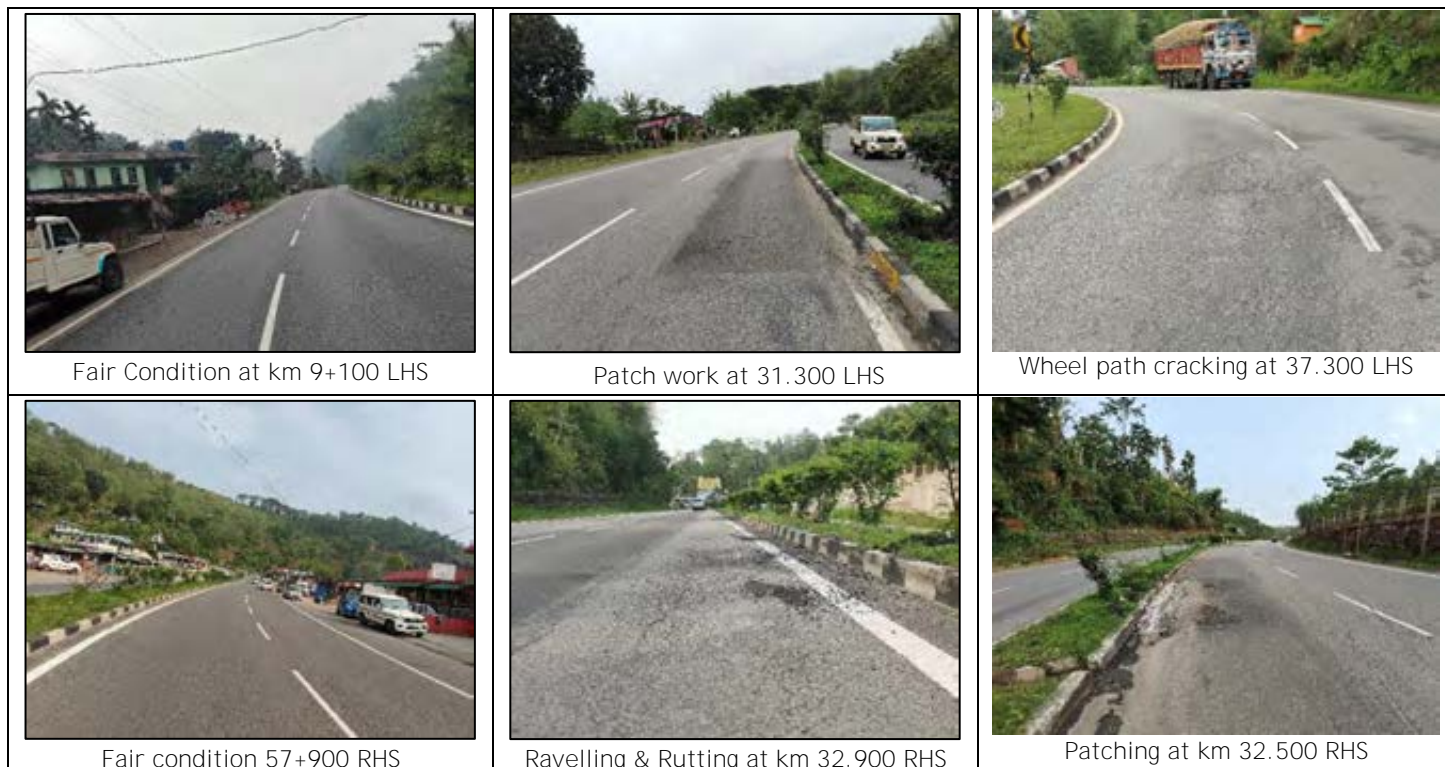 Fair Condition at km 9+100 LHS
Patch work at 31.300 LHS
Wheel path cracking at 37.300 LHS
Fair condition 57+900 RHS
Ravelling & Rutting at km 32.900 RHS
Patching at km 32.500 RHS